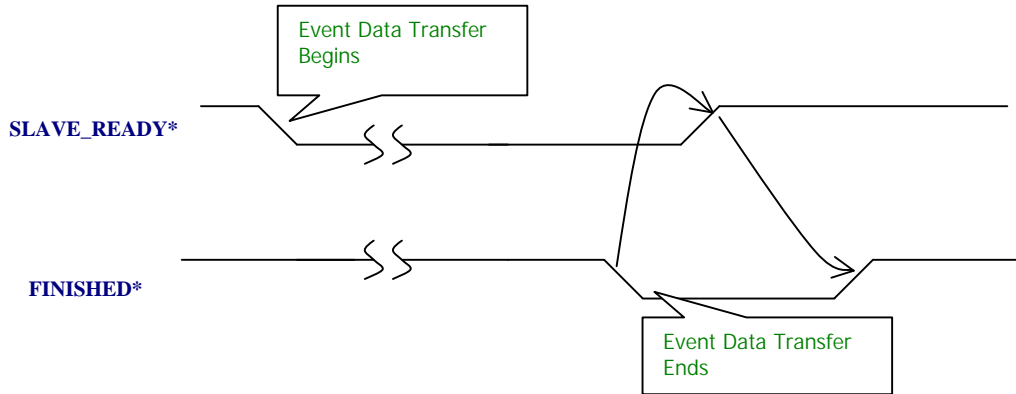 Event Data Transfer
Begins
SLAVE_READY*
FINISHED*
Event Data Transfer
Ends